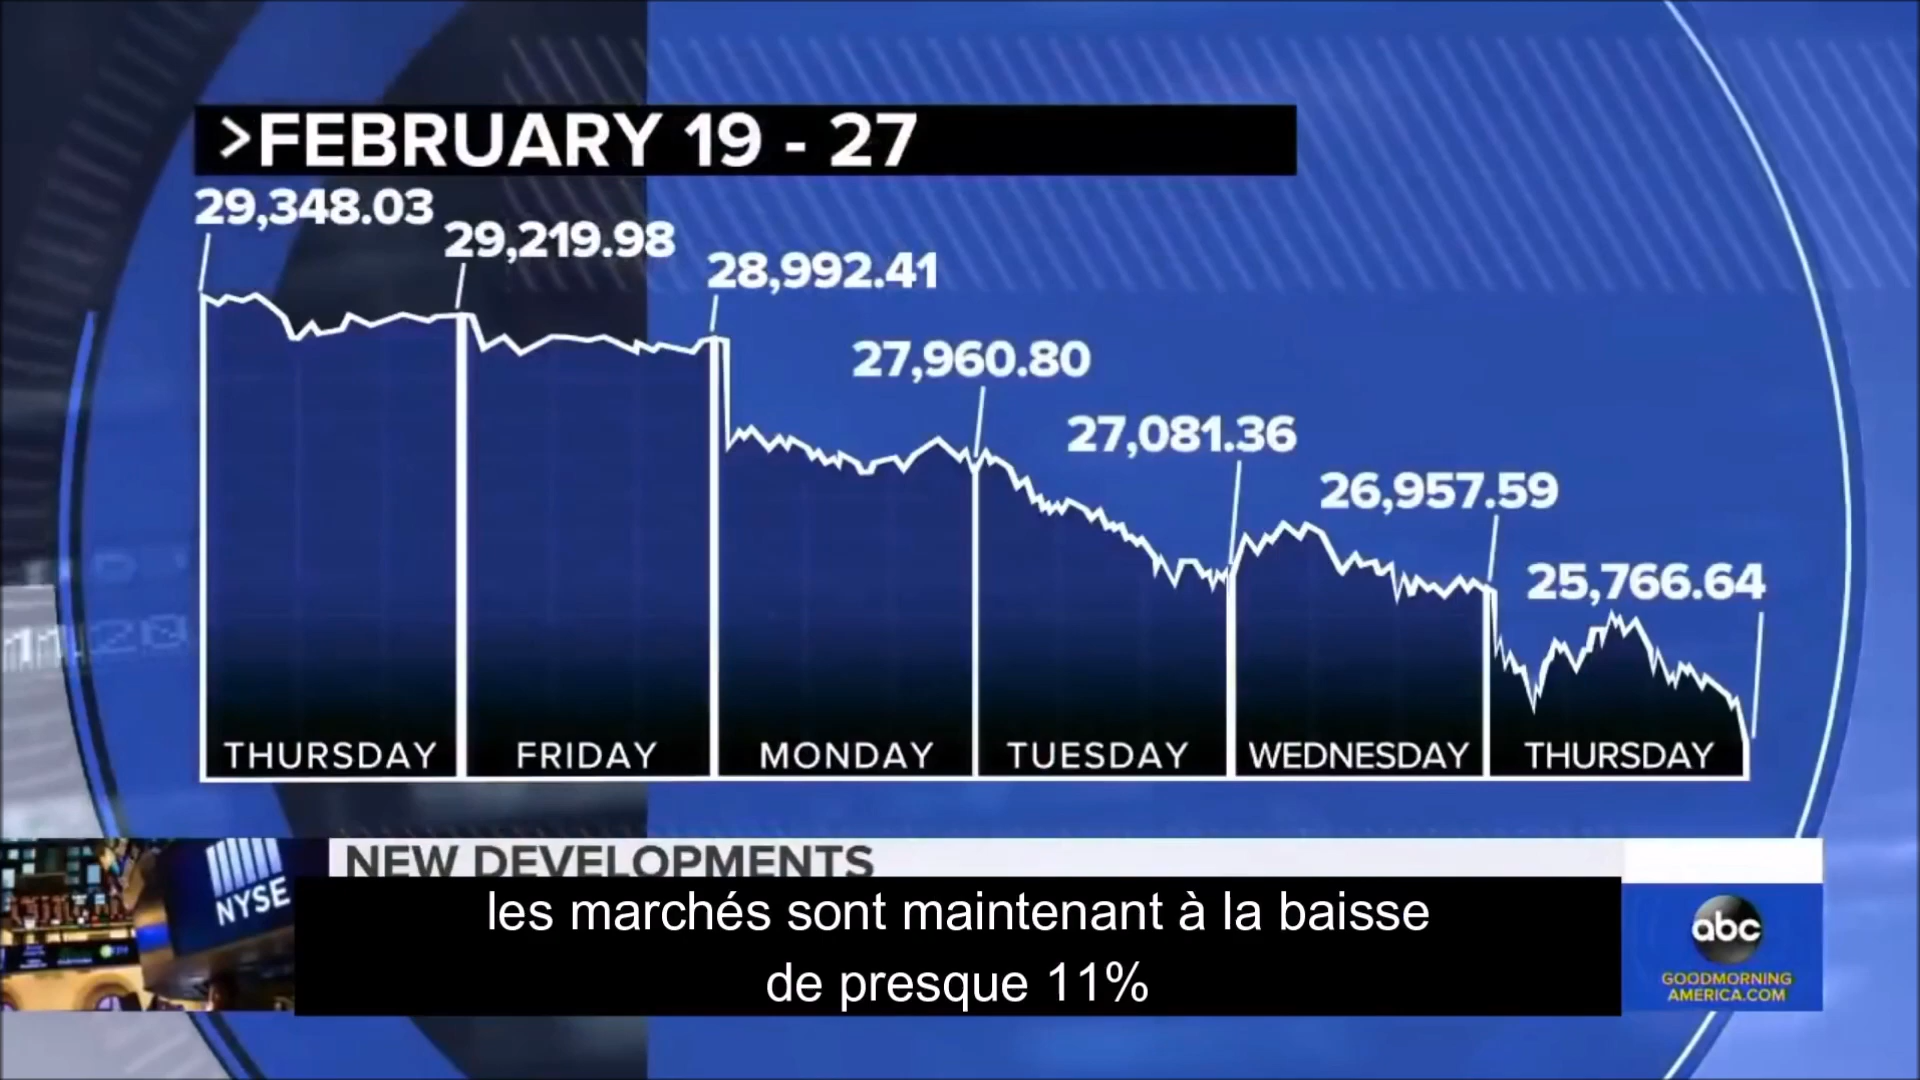 >FEBRUARY 19 - 27
29,348.03
29,219.98
28,992.41
27,960.80
27,081.36
26,957.59
25,766.64
THURSDAY
FRIDAY
MONDAY
TUESDAY
WEDNESDAY
THURSDAY
NYSE
NEW DEVELOPMENTS
les marchés sont maintenant à la baisse
de presque 11%
abc
GOODMORNING
AMERICA.COM